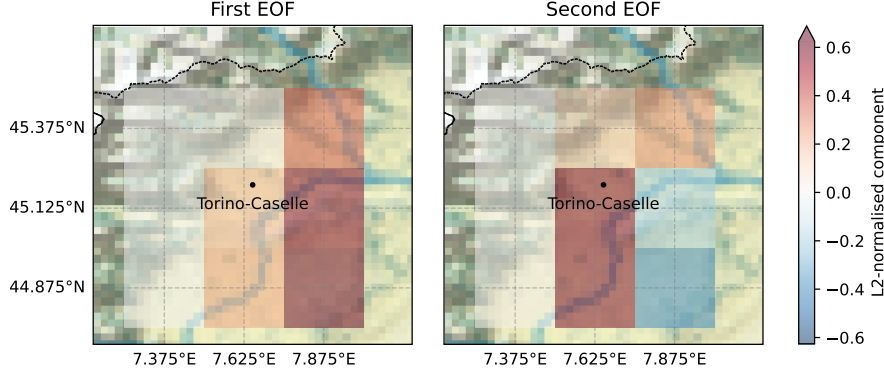 First EOF
Second EOF
45.375°N
45.125°N
44.875°N
Torino-Caselle
Torino-Caselle
7.375°E 7.625°E 7.875°E
7.375°E 7.625°E 7.875°E
0.6
0.4
0.2
0.0
−0.2
−0.4
−0.6
L2-normalised component